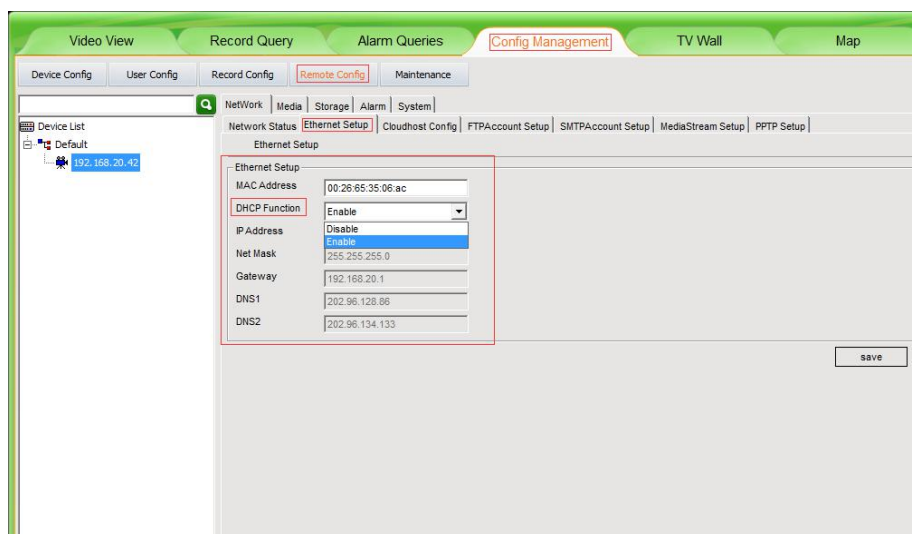 Video View Record Query Alarm Queries Config Management TV Wall Map
Device Config User Config Record Config Remote Config Maintenance
NetWork Media Storage Alarm System
Device List
Network Status Ethernet Setup Cloudhost Config FTPAccount Setup SMTPAccount Setup MediaStream Setup PPTP Setup
Default
Ethernet Setup
192.168.20.42
Ethernet Setup
MAC Address 00:26:65:35:06:ac
DHCP Function Enable
IPAddress Disable
Enable
Net Mask 255.255.255.0
Gateway 192.168.20.1
DNS1 202.96.128.86
DNS2 202.96.134.133
save